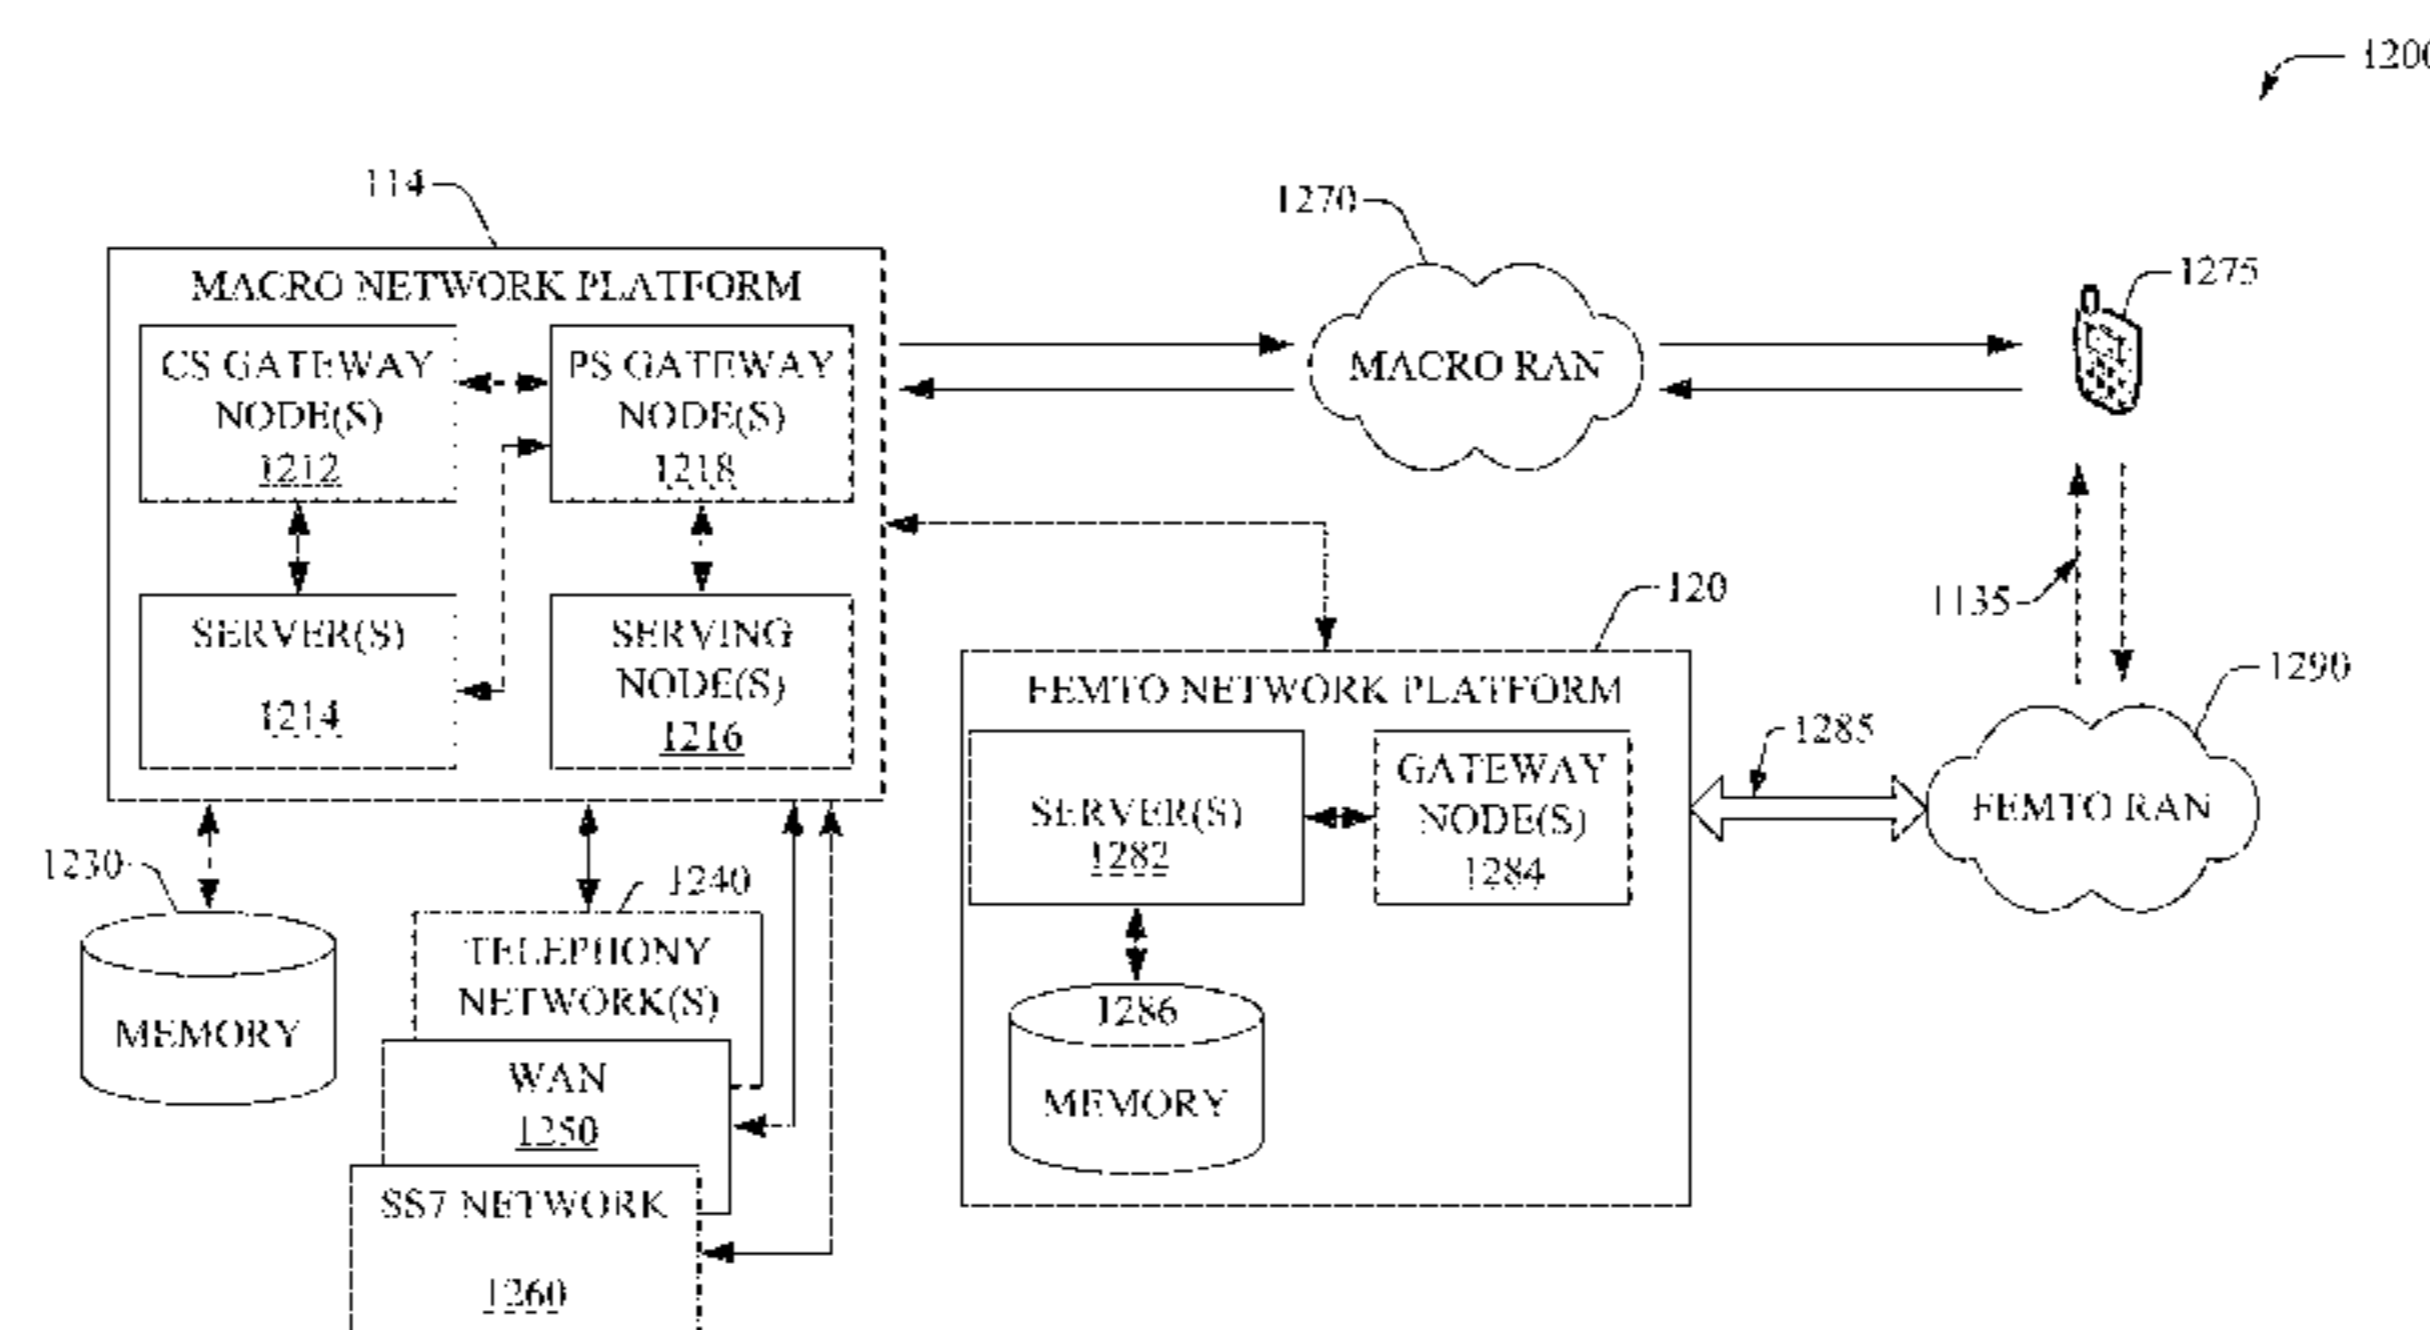 1200
114
1270
1275
MACRO NETWORK PLATFORM
CS GATEWAY
NODE(S)
1212
PS GATEWAY
NODE(S)
1218
MACRO RAN
SERVER(S)
1214
SERVING
NODE(S)
1216
1135
120
1290
FEMTO NETWORK PLATFORM
1285
SERVER(S)
1282
GATEWAY
NODE(S)
1284
FEMTO RAN
1230
1240
MEMORY
TELEPHONY
NETWORK(S)
1286
MEMORY
WAN
1250
SS7 NETWORK
1260